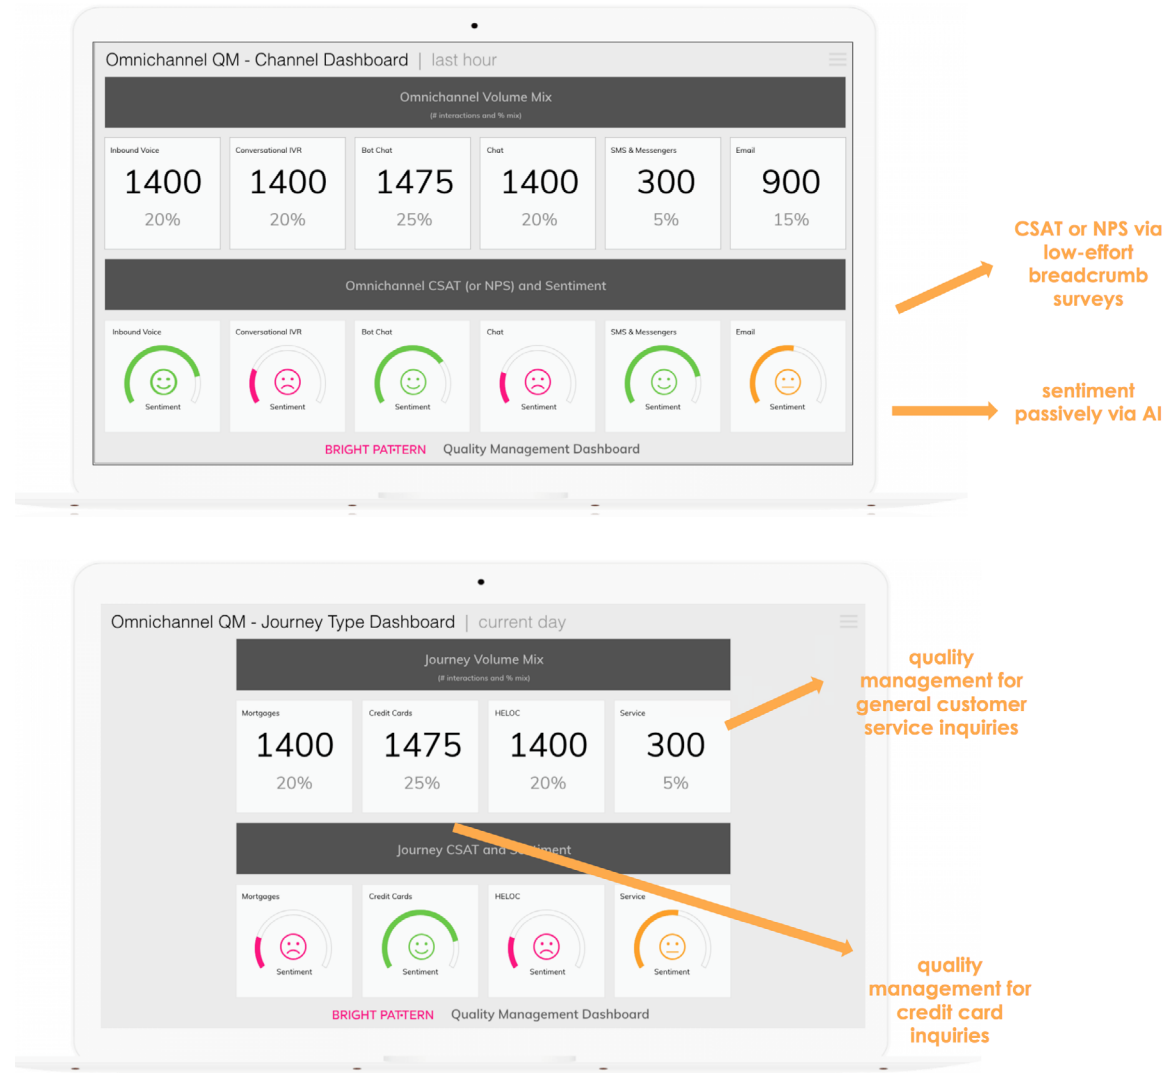 Omnichannel QM - Channel Dashboard | last hour
Omnichannel Volume Mix
(# interactions and % mix)
Inbound Voice
1400
20%
Conversational IVR
1400
20%
Bot Chat
1475
25%
Chat
1400
20%
SMS & Messengers
300
5%
Email
900
15%
Omnichannel CSAT (or NPS) and Sentiment
Inbound Voice
Sentiment
Conversational IVR
Sentiment
Bot Chat
Sentiment
Chat
Sentiment
SMS & Messengers
Sentiment
Email
Sentiment
BRIGHT PATTERN Quality Management Dashboard
CSAT or NPS via
low-effort
breadcrumb
surveys
sentiment
passively via AI
Omnichannel QM - Journey Type Dashboard | current day
Journey Volume Mix
(# interactions and % mix)
Mortgages
1400
20%
Credit Cards
1475
25%
HELOC
1400
20%
Service
300
5%
Journey CSAT and Sentiment
Mortgages
Sentiment
Credit Cards
Sentiment
HELOC
Sentiment
Service
Sentiment
BRIGHT PATTERN Quality Management Dashboard
quality
management for
general customer
service inquiries
quality
management for
credit card
inquiries